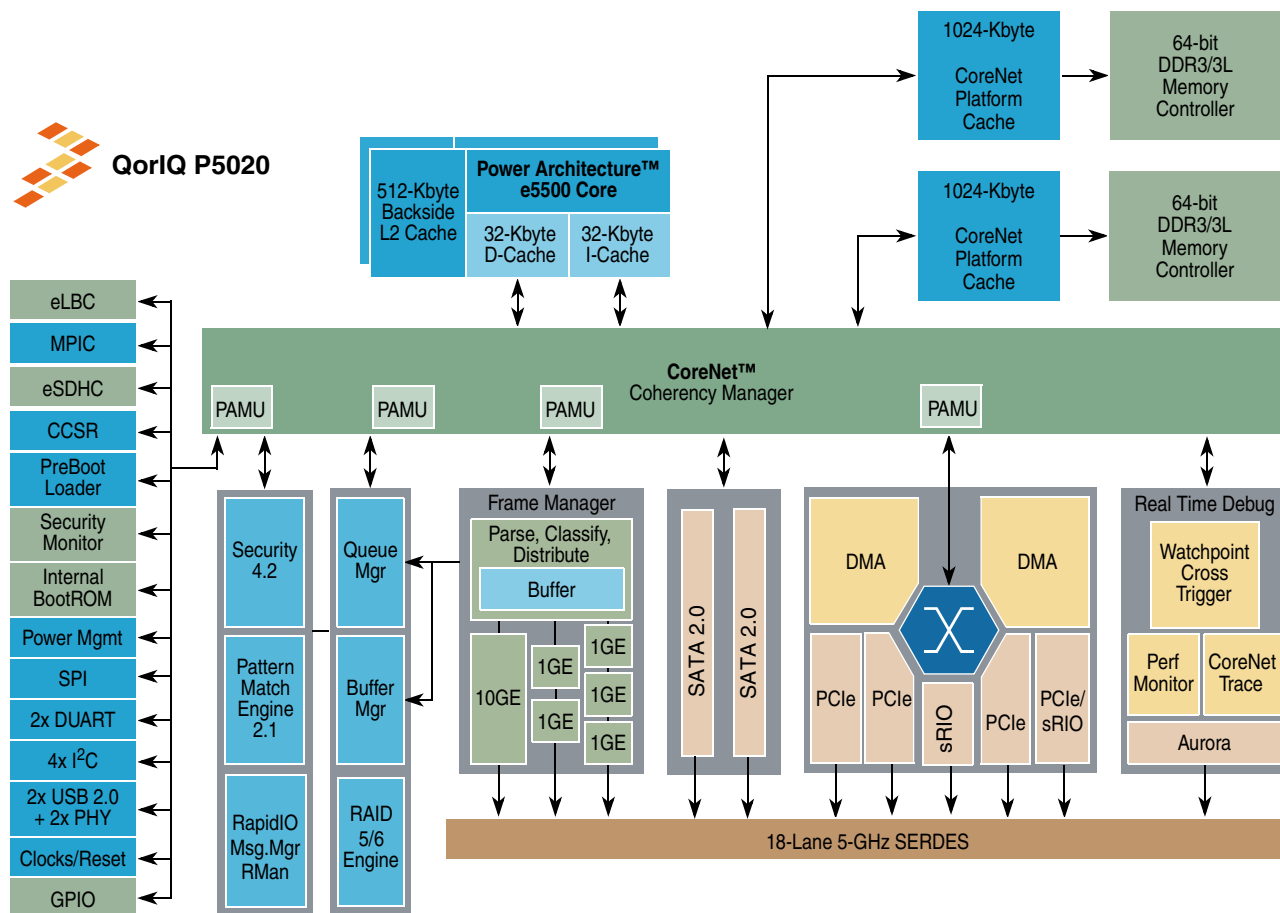 QorIQ P5020
512-Kbyte
Backside
L2 Cache
Power Architecture™
e5500 Core
32-Kbyte
D-Cache
32-Kbyte
I-Cache
1024-Kbyte
CoreNet
Platform
Cache
64-bit
DDR3/3L
Memory
Controller
1024-Kbyte
CoreNet
Platform
Cache
64-bit
DDR3/3L
Memory
Controller
eLBC
MPIC
eSDHC
CCSR
PreBoot
Loader
Security
Monitor
Internal
BootROM
Power Mgmt
SPI
2x DUART
4x I²C
2x USB 2.0
+ 2x PHY
Clocks/Reset
GPIO
CoreNet™
Coherency Manager
PAMU
PAMU
PAMU
PAMU
Security
4.2
Pattern
Match
Engine
2.1
RapidIO
Msg.Mgr
RMan
Queue
Mgr
Buffer
Mgr
RAID
5/6
Engine
Frame Manager
Parse, Classify,
Distribute
Buffer
10GE
1GE
1GE
1GE
1GE
1GE
SATA 2.0
SATA 2.0
DMA
DMA
PCIe
PCIe
sRIO
PCIe
PCIe/
sRIO
Real Time Debug
Watchpoint
Cross
Trigger
Perf
Monitor
CoreNet
Trace
Aurora
18-Lane 5-GHz SERDES